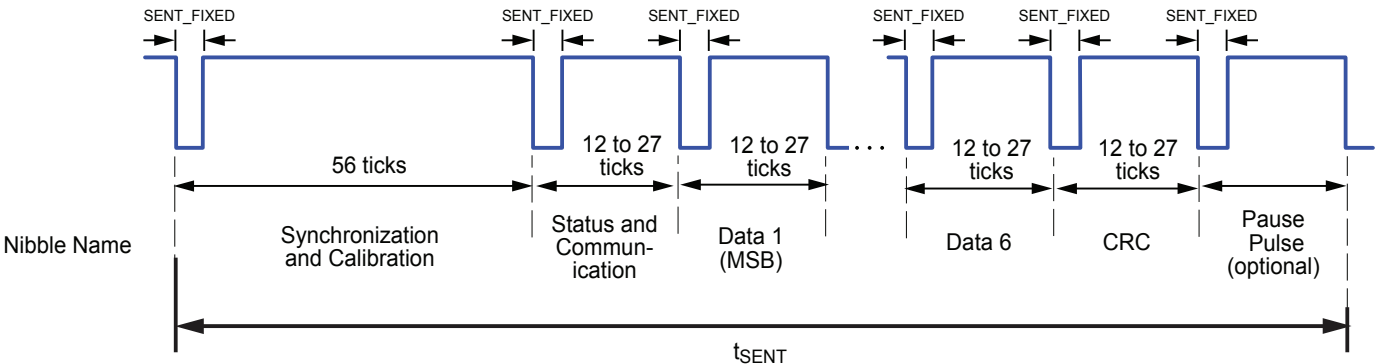 SENT_FIXED SENT_FIXED SENT_FIXED SENT_FIXED SENT_FIXED SENT_FIXED
56 ticks
12 to 27
ticks
12 to 27
ticks
. . .
12 to 27
ticks
12 to 27
ticks
Nibble Name
Synchronization
and Calibration
Status and
Commun-
ication
Data 1
(MSB)
Data 6
CRC
Pause
Pulse
(optional)
tSENT